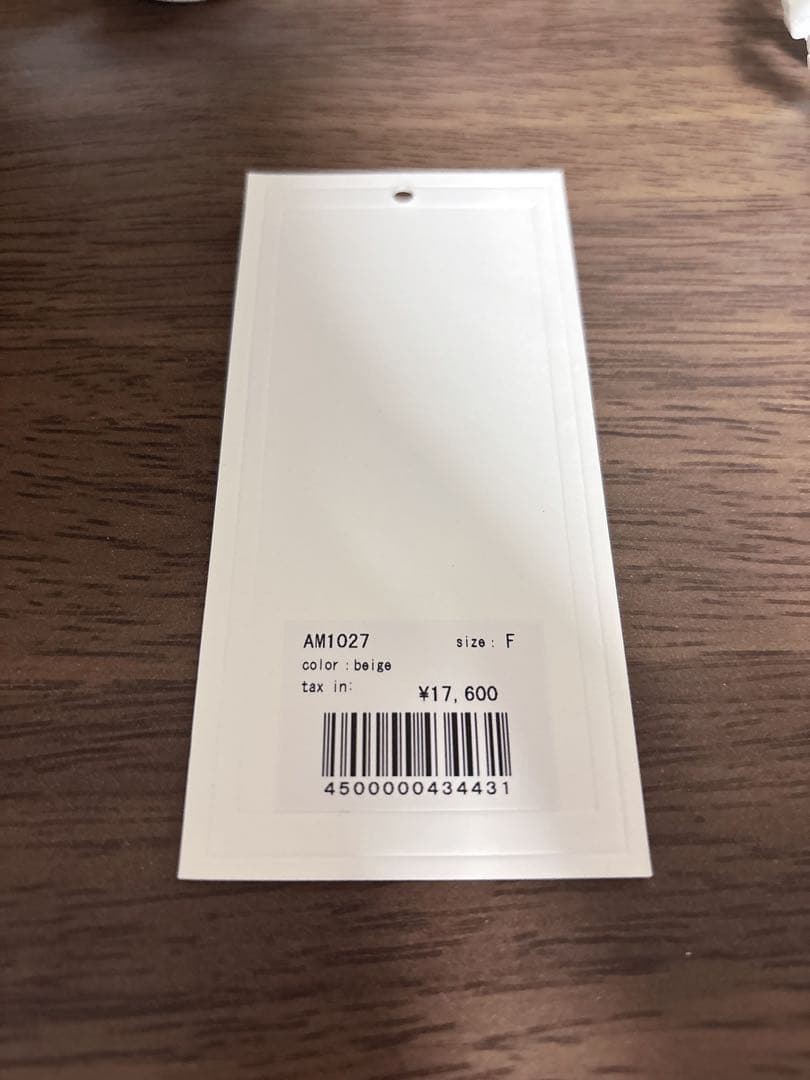 AM1027 size: F
color:beige
tax in:
¥17,600
4500000434431